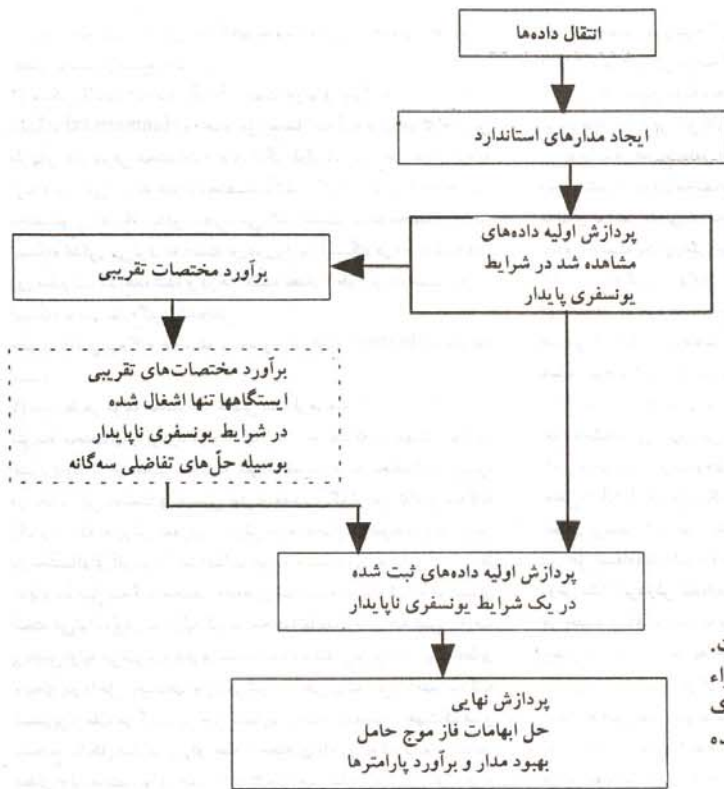 انتقال داده‌ها
ایجاد مدارهای استاندارد
پردازش اولیه داده‌های
مشاهده شد در شرایط
یونسفری پایدار
برآورد مختصات تقریبی
برآورد مختصات‌های تقریبی
ایستگاهها تنها اشغال شده
در شرایط یونسفری ناپایدار
بوسیله حلّ‌های تفاضلی سه‌گانه
پردازش اولیه داده‌های ثبت شده
در یک شرایط یونسفری ناپایدار
پردازش نهایی
حل ابهامات فاز موج حامل
بهبود مدار و برآورد پارامترها